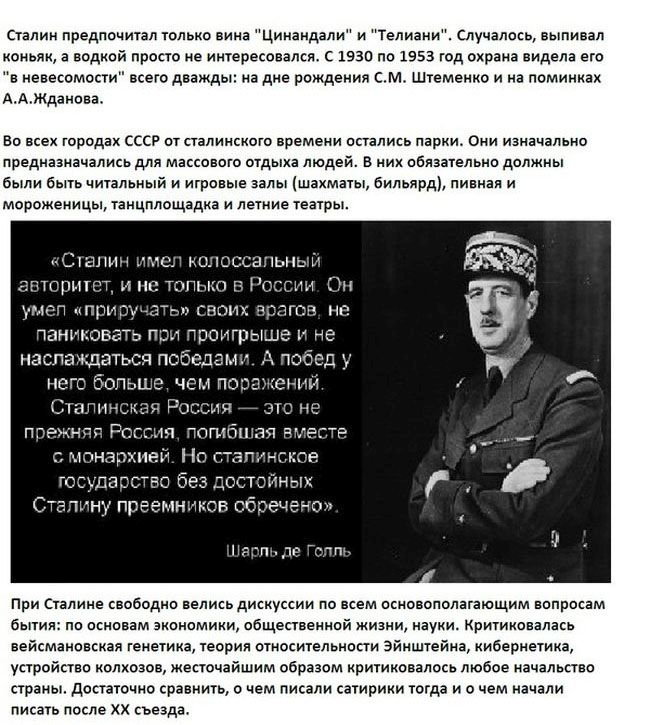 Сталин предпочитал только вина "Цинандали" и "Телиани". Случалось, выпивал
коньяк, а водкой просто не интересовался. С 1930 по 1953 год охрана видела его
"в невесомости" всего дважды: на дне рождения С.М. Штеменко и на поминках
А.А.Жданова.
Во всех городах СССР от сталинского времени остались парки. Они изначально
предназначались для массового отдыха людей. В них обязательно должны
были быть читальный и игровые залы (шахматы, бильярд), пивная и
мороженицы, танцплощадка и летние театры.
«Сталин имел колоссальный
авторитет, и не только в России. Он
умел «приручать» своих врагов, не
паниковать при проигрыше и не
наслаждаться победами. А побед у
него больше, чем поражений.
Сталинская Россия — это не
прежняя Россия, погибшая вместе
с монархией. Но сталинское
государство без достойных
Сталину преемников обречено».
Шарль де Голль
При Сталине свободно велись дискуссии по всем основополагающим вопросам
бытия: по основам экономики, общественной жизни, науки. Критиковалась
вейсмановская генетика, теория относительности Эйнштейна, кибернетика,
устройство колхозов, жесточайшим образом критиковалось любое начальство
страны. Достаточно сравнить, о чем писали сатирики тогда и о чем начали
писать после XX съезда.